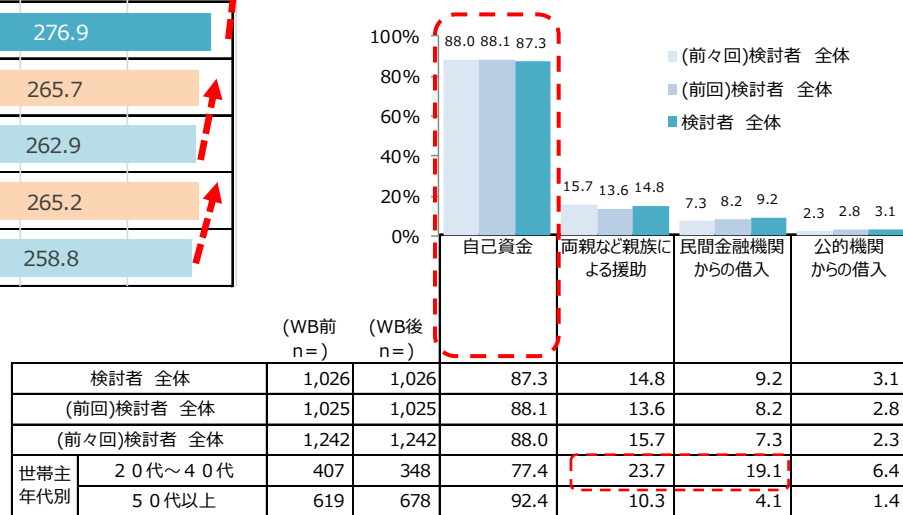 276.9
265.7
262.9
265.2
258.8
100%
80%
60%
40%
20%
0%
88.0 88.1 87.3
15.7 13.6 14.8
7.3 8.2 9.2
2.3 2.8 3.1
(前々回)検討者 全体
(前回)検討者 全体
検討者 全体
自己資金
両親など親族に
よる援助
民間金融機関
からの借入
公的機関
からの借入
(WB前
n=)
(WB後
n=)
検討者 全体 1,026 1,026 87.3 14.8 9.2 3.1
(前回)検討者 全体 1,025 1,025 88.1 13.6 8.2 2.8
(前々回)検討者 全体 1,242 1,242 88.0 15.7 7.3 2.3
世帯主
年代別
20代~40代 407 348 77.4 23.7 19.1 6.4
50代以上 619 678 92.4 10.3 4.1 1.4